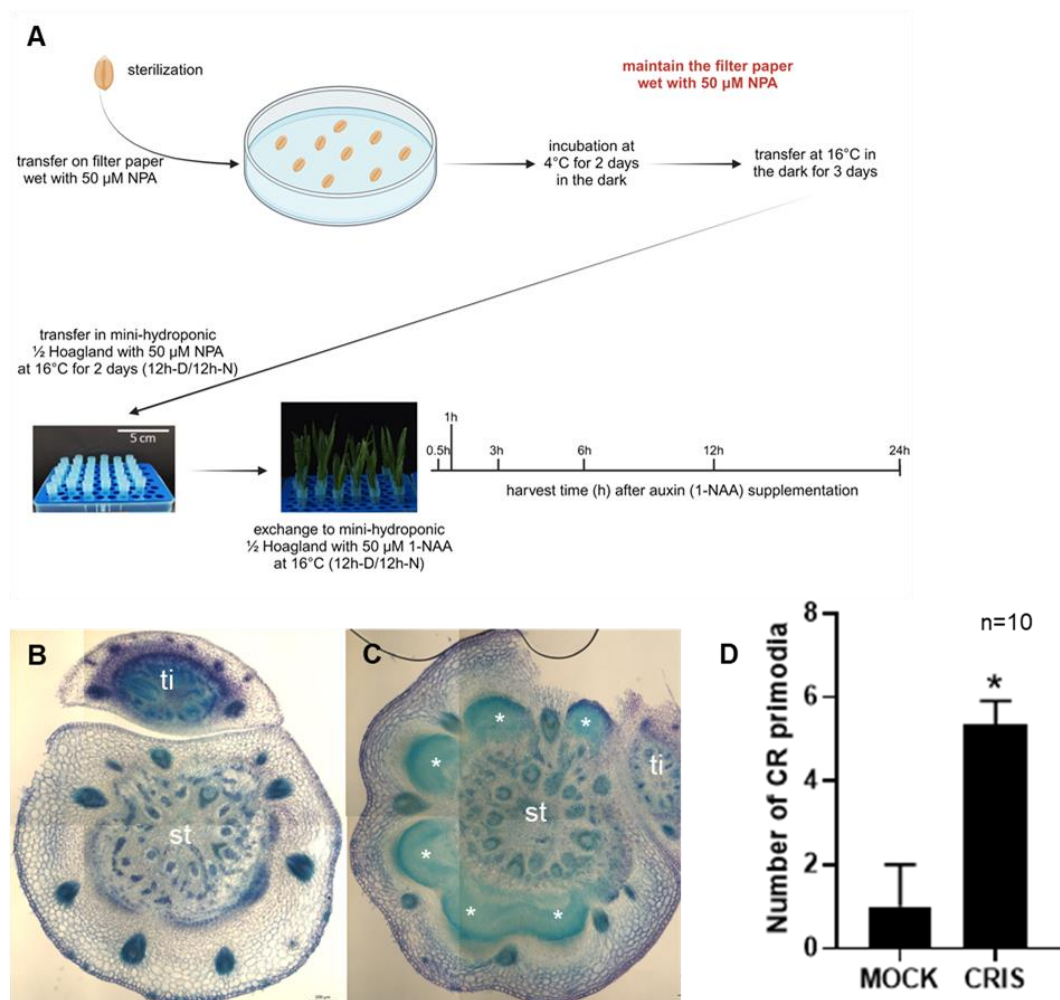 A
sterilization
maintain the filter paper
wet with 50 µM NPA
transfer on filter paper
wet with 50 µM NPA
incubation at
4°C for 2 days
in the dark
transfer at 16°C in
the dark for 3 days
transfer in mini-hydroponic
½ Hoagland with 50 µM NPA
at 16°C for 2 days (12h-D/12h-N)
5 cm
0.5h
1h
3h
6h
12h
24h
harvest time (h) after auxin (1-NAA) supplementation
exchange to mini-hydroponic
½ Hoagland with 50 µM 1-NAA
at 16°C (12h-D/12h-N)
B
ti
st
C
*
*
*
*
*
*
ti
st
D
n=10
Number of CR primodia
8
6
4
2
0
*
MOCK
CRIS